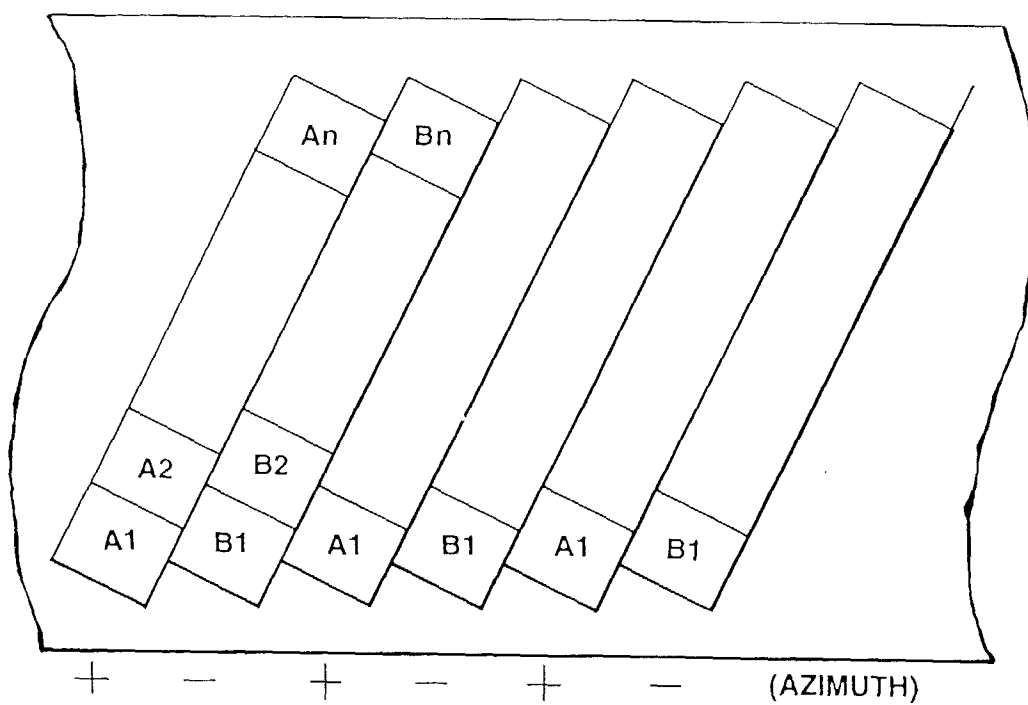 An Bn
A2 B2
A1 B1 A1 B1 A1 B1
+ - + - + - (AZIMUTH)